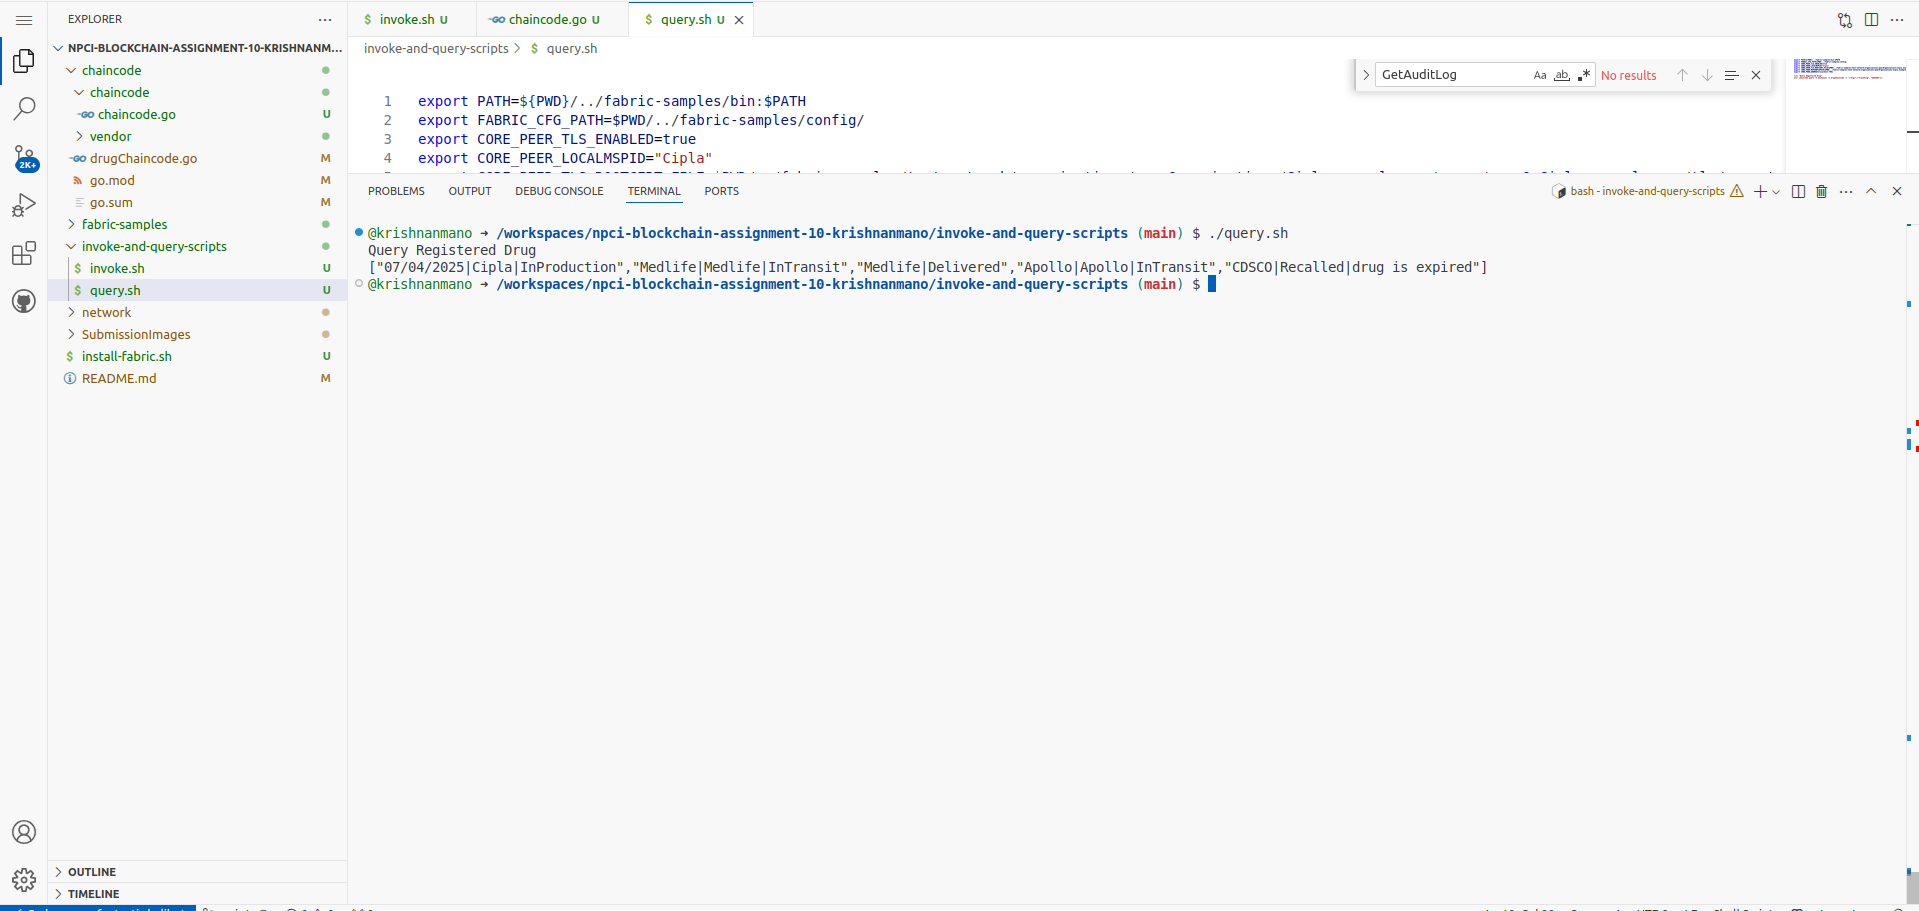 EXPLORER
NPCI-BLOCKCHAIN-ASSIGNMENT-10-KRISHNANM...
chaincode
chaincode
chaincode.go U
vendor
drugChaincode.go M
go.mod M
go.sum M
fabric-samples
invoke-and-query-scripts
$ invoke.sh U
$ query.sh U
network
SubmissionImages
$ install-fabric.sh U
README.md M
2K+
OUTLINE
TIMELINE
$ invoke.sh U
chaincode.go U
$ query.sh U
invoke-and-query-scripts > $ query.sh
GetAuditLog Aa ab No results
1 export PATH=${PWD}/../fabric-samples/bin:$PATH
2 export FABRIC_CFG_PATH=$PWD/../fabric-samples/config/
3 export CORE_PEER_TLS_ENABLED=true
4 export CORE_PEER_LOCALMSPID="Cipla"
PROBLEMS OUTPUT DEBUG CONSOLE TERMINAL PORTS
bash - invoke-and-query-scripts
@krishnanmano → /workspaces/npci-blockchain-assignment-10-krishnanmano/invoke-and-query-scripts (main) $ ./query.sh
Query Registered Drug
["07/04/2025|Cipla|InProduction","Medlife|Medlife|InTransit","Medlife|Delivered","Apollo|Apollo|InTransit","CDSCO|Recalled|drug is expired"]
@krishnanmano → /workspaces/npci-blockchain-assignment-10-krishnanmano/invoke-and-query-scripts (main) $